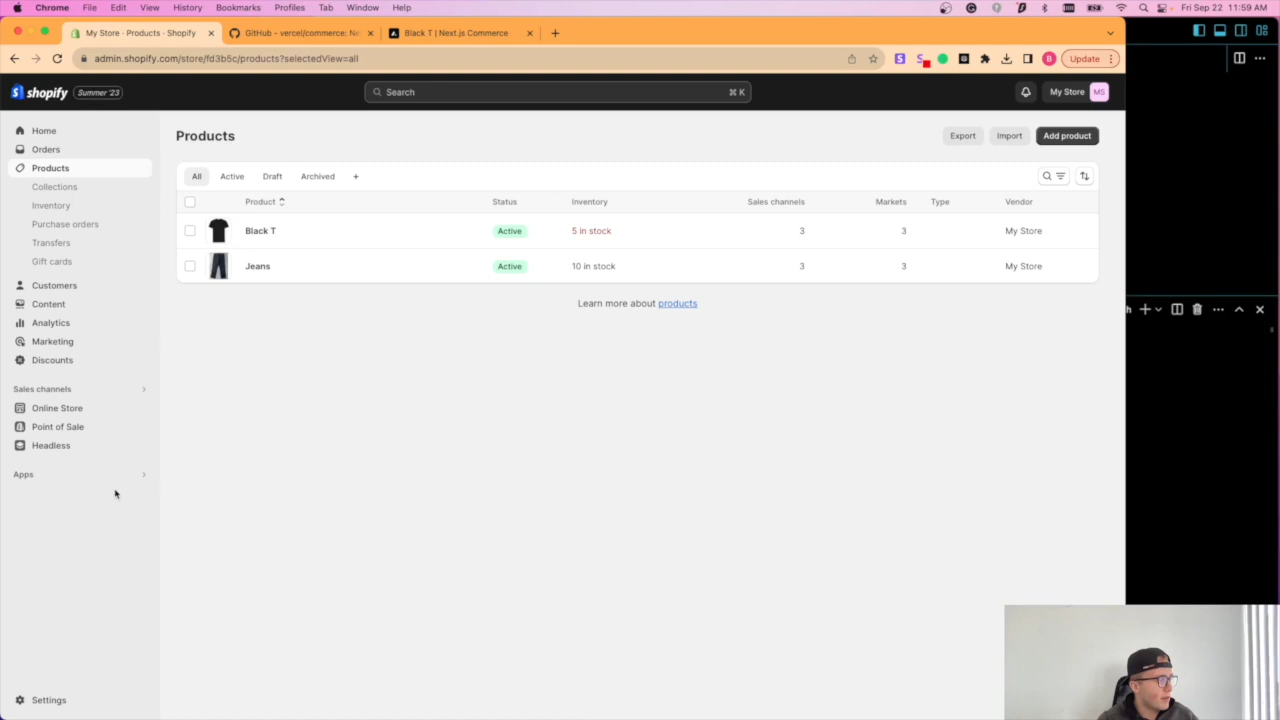 Chrome File Edit View History Bookmarks Profiles Tab Window Help Fri Sep 22 11:59 AM
My Store · Products · Shopify GitHub - vercel/commerce: Ne Black T | Next.js Commerce
admin.shopify.com/store/fd3b5c/products?selectedView=all B Update
shopify Summer '23 Search ⌘ K My Store MS
Home
Orders
Products
Collections
Inventory
Purchase orders
Transfers
Gift cards
Customers
Content
Analytics
Marketing
Discounts
Sales channels
Online Store
Point of Sale
Headless
Apps
Settings
Products Export Import Add product
All Active Draft Archived +
Product Status Inventory Sales channels Markets Type Vendor
Black T Active 5 in stock 3 3 My Store
Jeans Active 10 in stock 3 3 My Store
Learn more about products
h